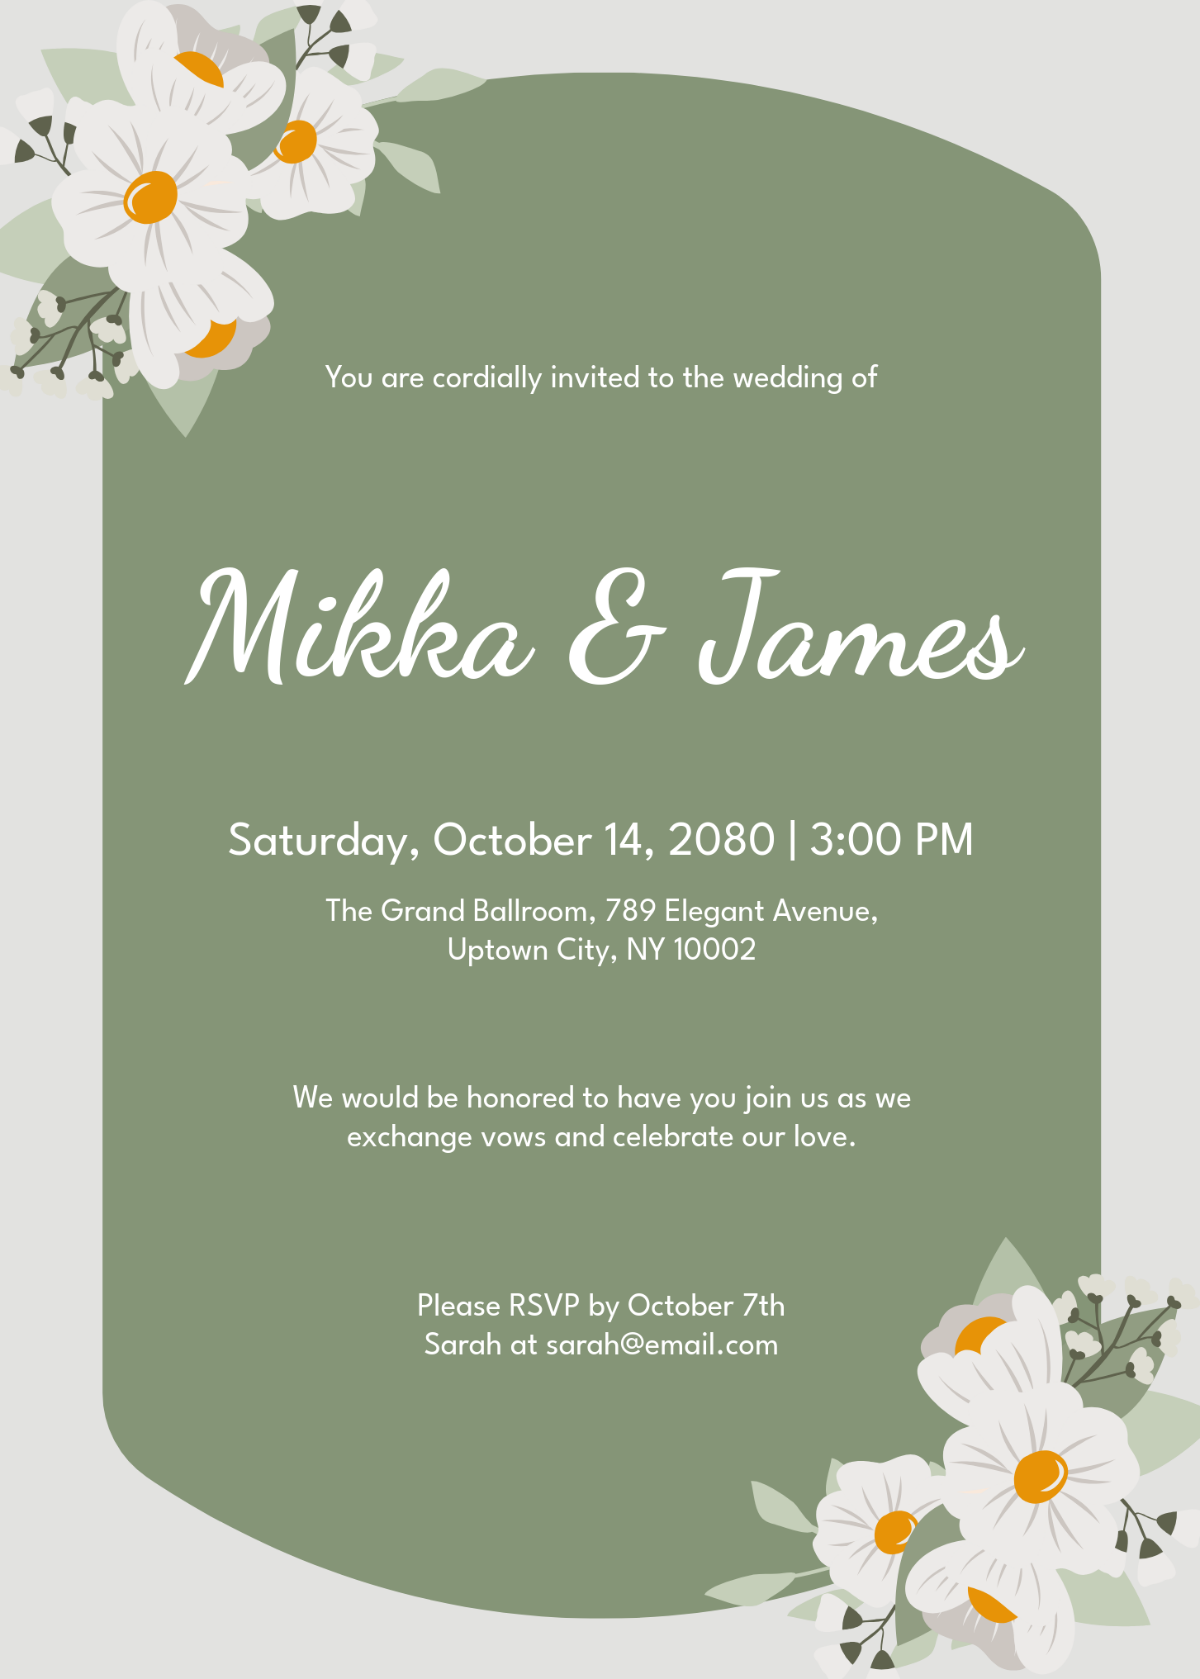 You are cordially invited to the wedding of
Mikka & James
Saturday, October 14, 2080 | 3:00 PM
The Grand Ballroom, 789 Elegant Avenue,
Uptown City, NY 10002
We would be honored to have you join us as we
exchange vows and celebrate our love.
Please RSVP by October 7th
Sarah at sarah@email.com